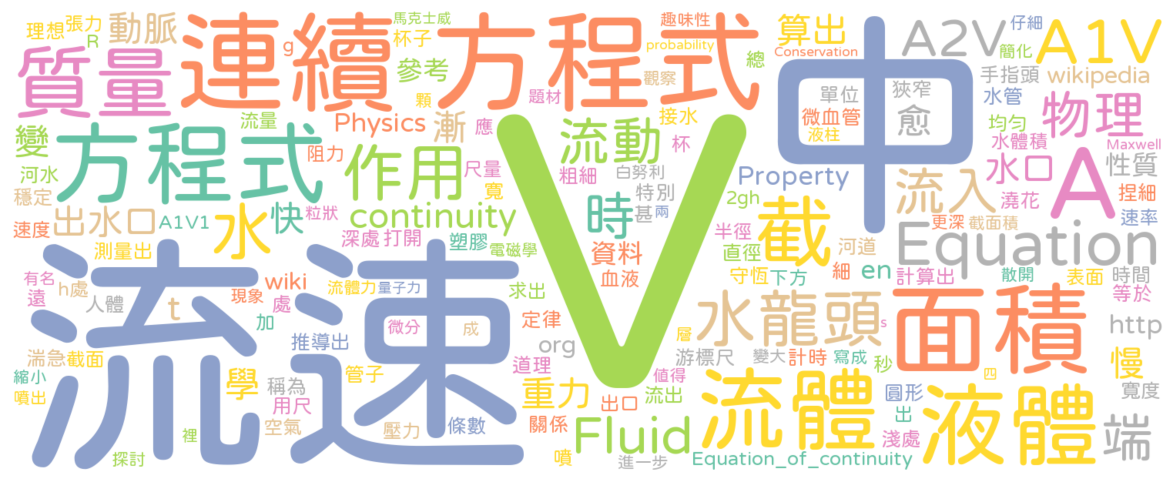 理想 張力 動脈 馬克士威 趣味性 算出 A2V 仔細 A1V
R 杯子 probability Conservation 簡化
質量 連續 方程式 g 總 中
參考 觀察 手指頭 wikipedia
顆 題材 單位 狹窄 水管 物理
變 流量 Physics 漸 應 接水 微血管 愈 均勻
方程式 阻力 作用 V 流動 杯 液柱 水體積 Maxwell
河水 尺量 白努利 水口 性質
穩定 寬 粗細 特別 Property 流入 A
出水口 A1V1 快 粒狀 continuity 時 甚 兩 2gh 截 澆花 捏細
速度 水 深處 打開 塑膠 電磁學 半徑 更深 截面積 速率
測量出 資料 直徑 河道 Equation
有名 h處 wiki 流體力 量子力 血液 守恆 下方 細 en 計算出 散開 表面 時間
遠 人體 t 現象 處 求出 等於
流速 加 微分 成 定律 層 水龍頭 s 面積 http
湍急 截面 推導出 org 游標尺 變大 計時 寫成
縮小 學 稱為 管子 道理 值得 秒 慢
噴出 用尺 重力 流出 四 寬度
空氣 壓力 條數 關係 出口 流體 圓形 液體 端
裡 Fluid 出
探討 噴 進一步 Equation_of_continuity 淺處